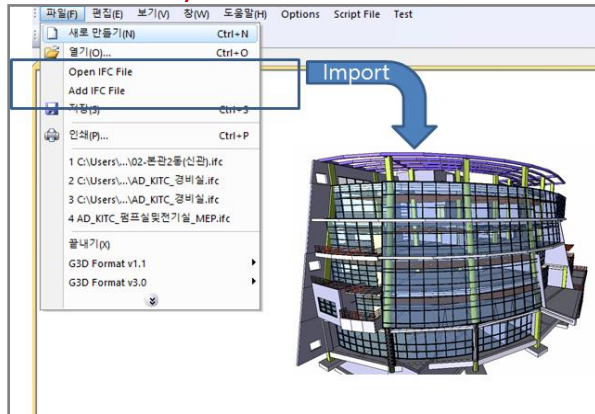 파일(F) 편집(E) 보기(V) 창(W) 도움말(H) Options Script File Test
새로 만들기(N) Ctrl+N
열기(O)... Ctrl+O
Open IFC File
Add IFC File
Import
저장(S) Ctrl+S
인쇄(P)... Ctrl+P
1 C:\Users\...\02-본관2동(신관).ifc
2 C:\Users\...\AD_KITC_경비실.ifc
3 C:\Users\...\AD_KITC_경비실.ifc
4 AD_KITC_펌프실및전기실_MEP.ifc
끝내기(X)
G3D Format v1.1
G3D Format v3.0